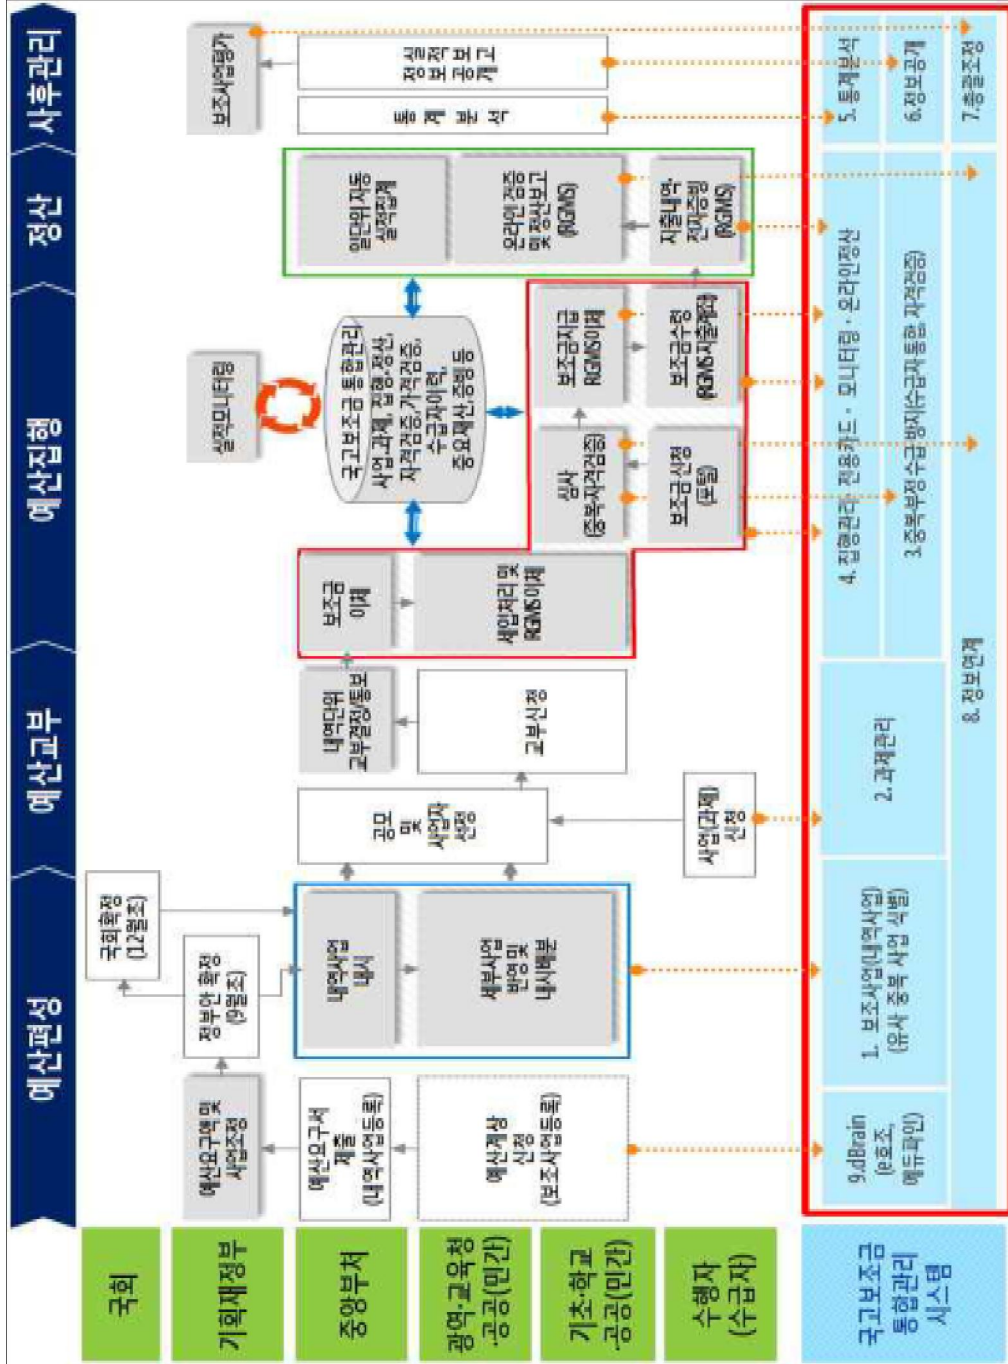 예산편성
예산교부
예산집행
정산
사후관리
국회
국회확정
(12월초)
기획재정부
예산요구액 및
사업조정
정부안 확정
(9월초)
실적모니터링
보조사업평가
중앙부처
예산요구서
제출
(내역사업등록)
내역사업
내시
공모
및
사업자
선정
내역단위
교부결정/통보
보조금
이체
국고보조금 통합관리
사업·과제, 집행·정산,
자격검증, 가격검증,
수급자이력,
중요재산, 증빙 등
일단위 자동
실적집계
통계 분석
실적보고
정보공개
광역·교육청
·공공(민간)
예산계상
신청
(보조사업등록)
세부사업
반영 및
내시배분
교부신청
세입처리 및
RGMS이체
온라인 검증
및 정산보고
(RGMS)
기초·학교
·공공(민간)
심사
(중복·자격검증)
보조금지급
RGMS이체
수행자
(수급자)
사업(과제)
신청
보조금 신청
(포털)
보조금수령
(RGMS지출계좌)
지출내역·
전자증빙
(RGMS)
국고보조금
통합관리
시스템
9.dBrain
(e호조,
에듀파인)
1. 보조사업(내역사업)
(유사 중복 사업 식별)
2. 과제관리
4. 집행관리· 전용카드 · 모니터링 · 온라인정산
3. 중복부정수급 방지(수급자 통합 자격검증)
5. 통계분석
6.정보공개
7.총괄조정
8. 정보연계